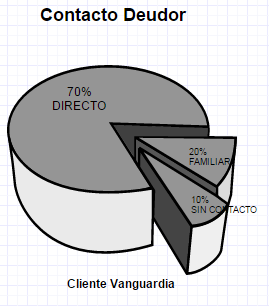 Contacto Deudor
70%
DIRECTO
20%
FAMILIAR
10%
SIN CONTACTO
Cliente Vanguardia